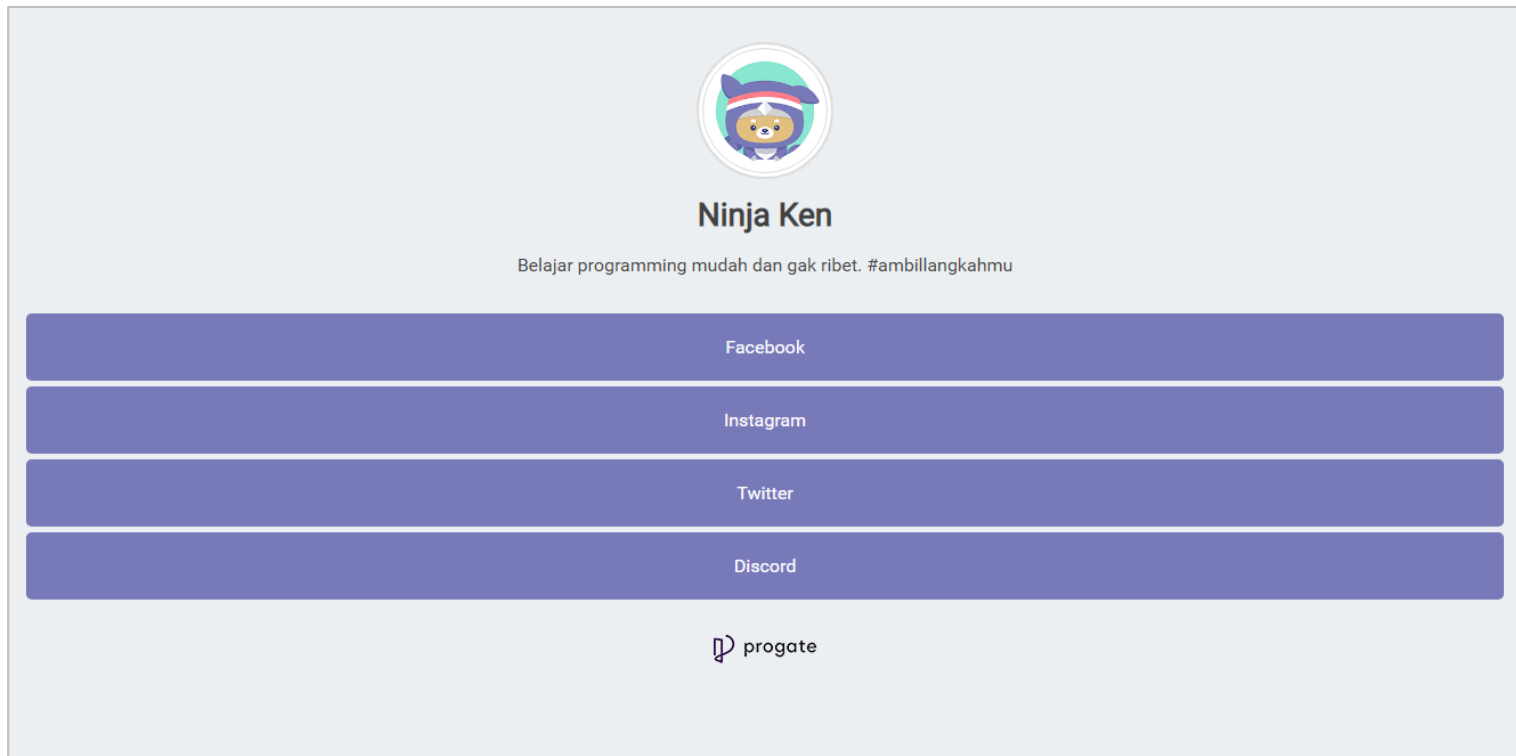 Ninja Ken
Belajar programming mudah dan gak ribet. #ambillangkahmu
Facebook
Instagram
Twitter
Discord
progate